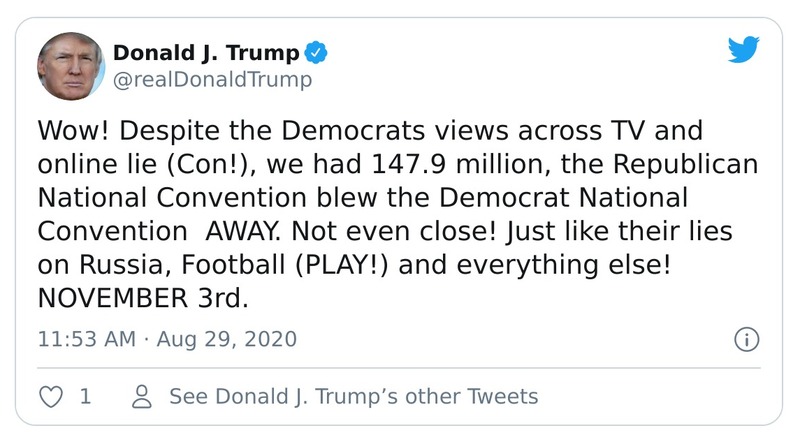 Donald J. Trump
@realDonaldTrump
Wow! Despite the Democrats views across TV and
online lie (Con!), we had 147.9 million, the Republican
National Convention blew the Democrat National
Convention  AWAY. Not even close! Just like their lies
on Russia, Football (PLAY!) and everything else!
NOVEMBER 3rd.
11:53 AM · Aug 29, 2020
1 See Donald J. Trump’s other Tweets